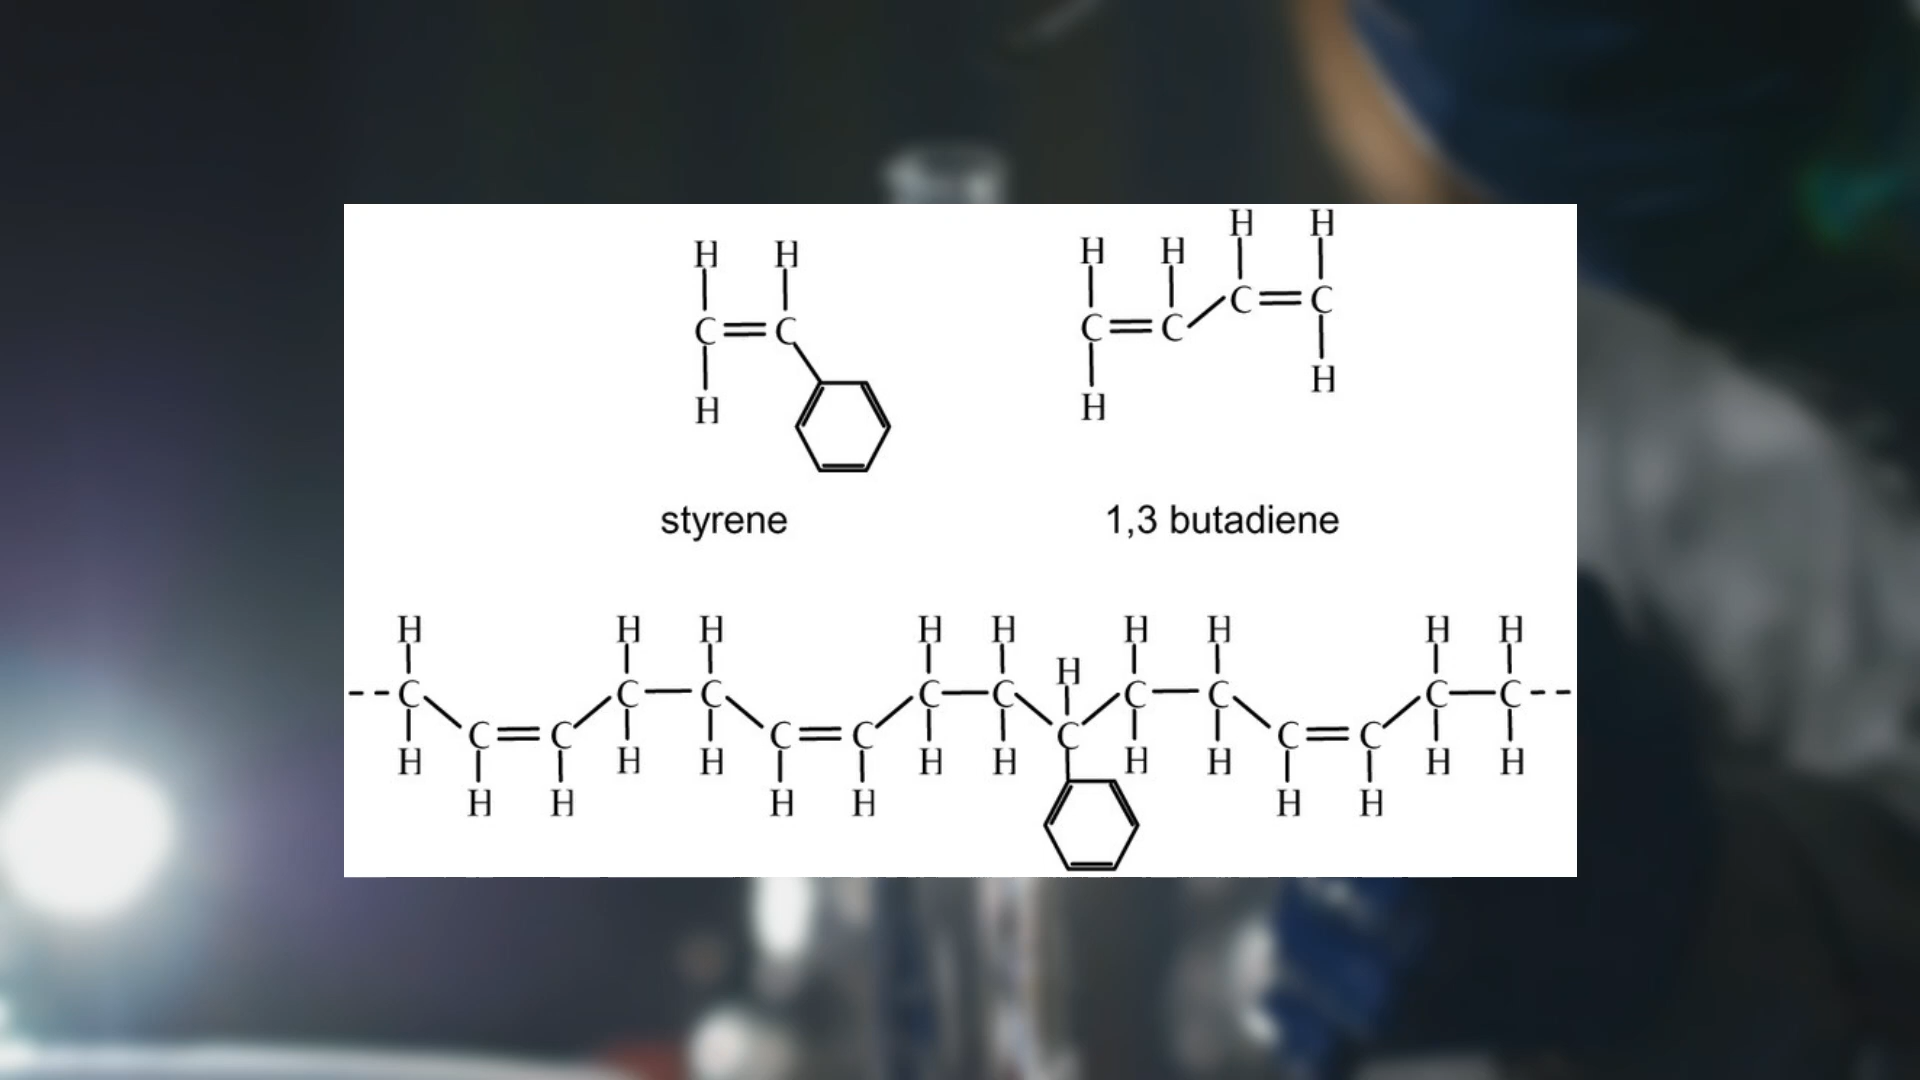 H H H H H H
C=C C=C C=C
H H H
styrene 1,3 butadiene
H H H H H H H H H H
H
--C C—C C—C C—C C—C--
C=C C=C C C=C
H H H H H H H H H H
H H H H H H